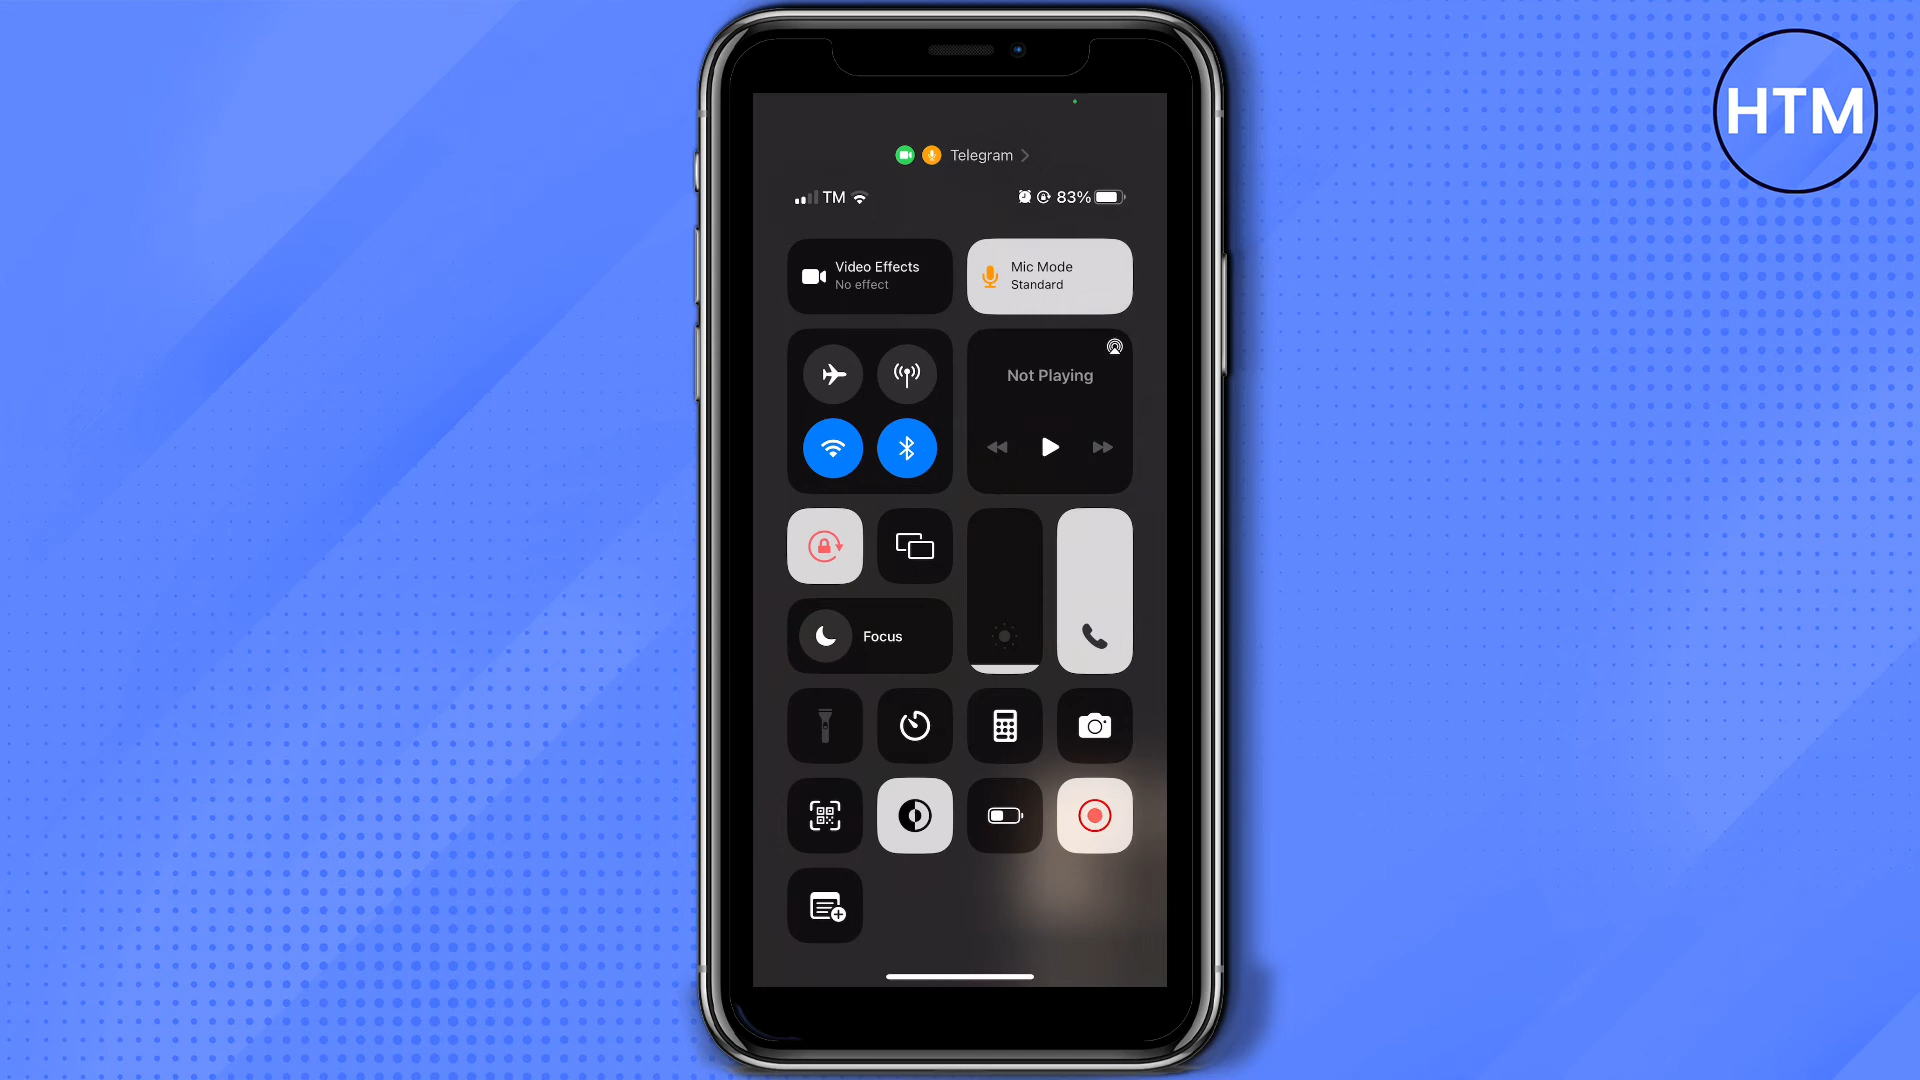 HTM
Telegram
TM
83%
Video Effects
No effect
Mic Mode
Standard
Not Playing
Focus